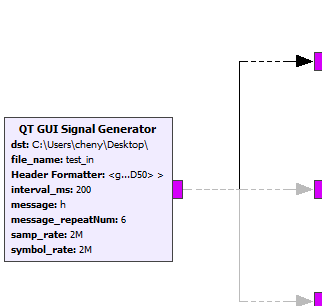 QT GUI Signal Generator
dst: C:\Users\cheny\Desktop\
file_name: test_in
Header Formatter: <g...D50> >
interval_ms: 200
message: h
message_repeatNum: 6
samp_rate: 2M
symbol_rate: 2M